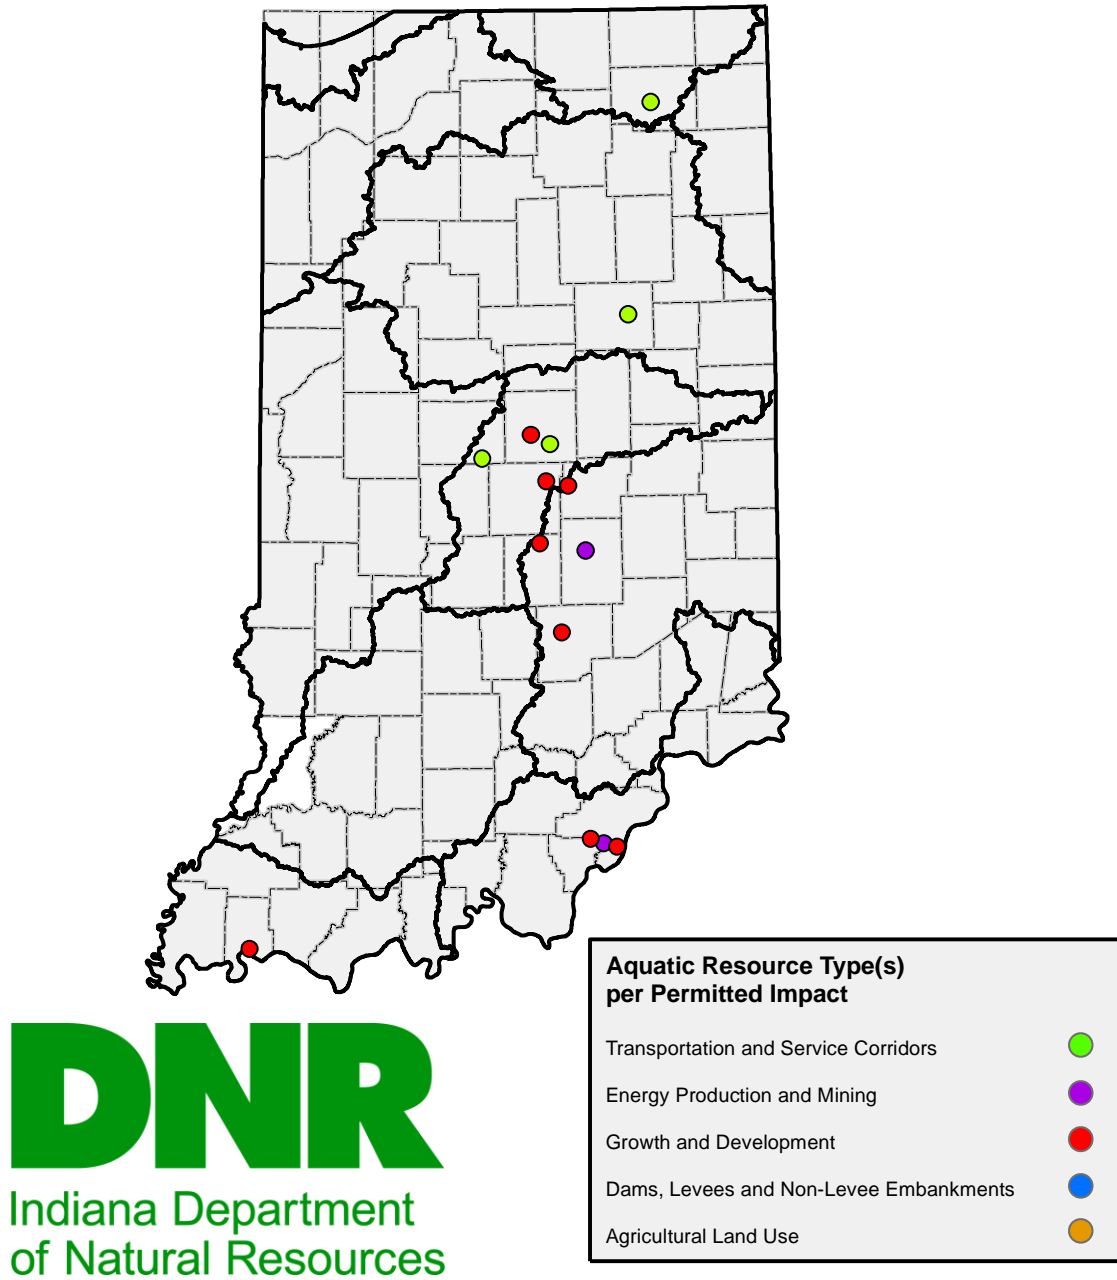 Aquatic Resource Type(s)
per Permitted Impact
Transportation and Service Corridors
Energy Production and Mining
Growth and Development
Dams, Levees and Non-Levee Embankments
Agricultural Land Use
DNR
Indiana Department
of Natural Resources